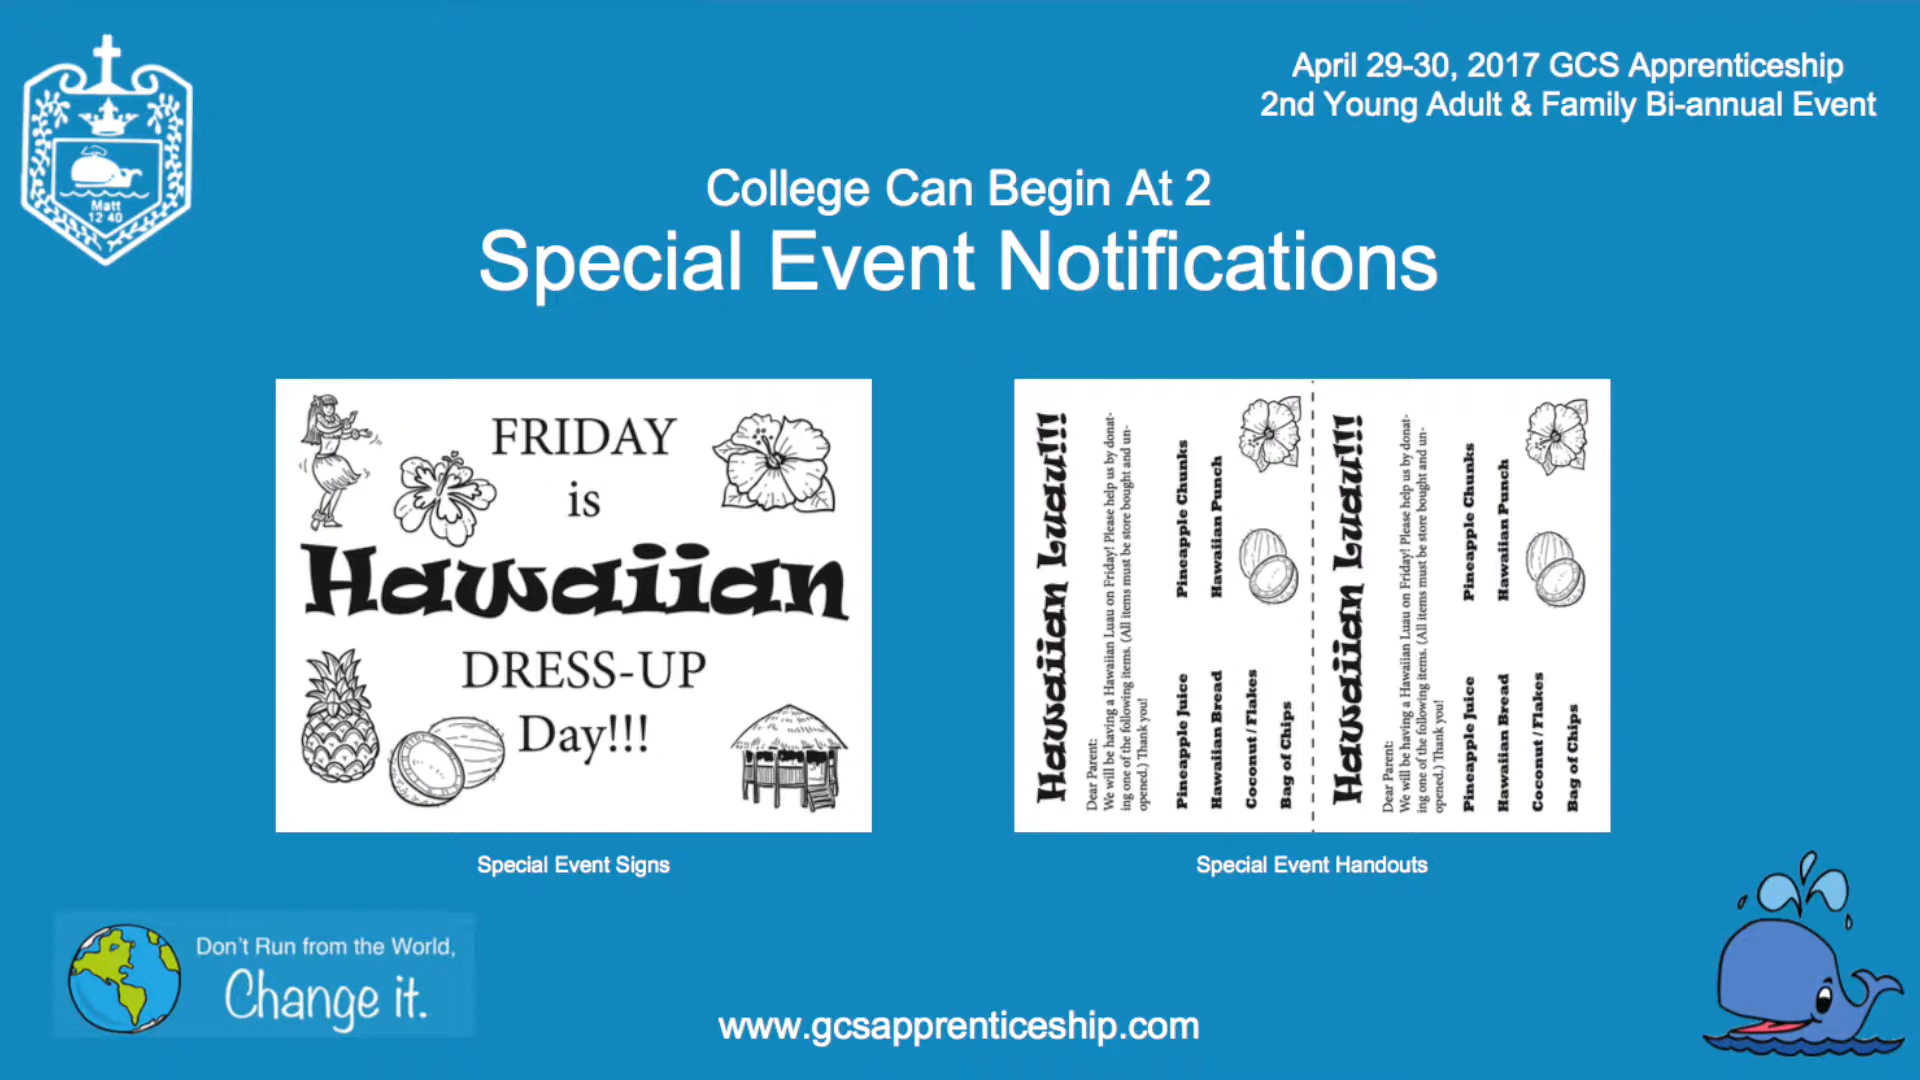 April 29-30, 2017 GCS Apprenticeship
2nd Young Adult & Family Bi-annual Event
Matt
12 40
College Can Begin At 2
Special Event Notifications
FRIDAY
is
Hawaiian
DRESS-UP
Day!!!
Special Event Signs
Hawaiian Luau!!!
Dear Parent:
We will be having a Hawaiian Luau on Friday! Please help us by donat-
ing one of the following items. (All items must be store bought and un-
opened.) Thank you!
Pineapple Juice
Pineapple Chunks
Hawaiian Bread
Hawaiian Punch
Coconut / Flakes
Bag of Chips
Hawaiian Luau!!!
Dear Parent:
We will be having a Hawaiian Luau on Friday! Please help us by donat-
ing one of the following items. (All items must be store bought and un-
opened.) Thank you!
Pineapple Juice
Pineapple Chunks
Hawaiian Bread
Hawaiian Punch
Coconut / Flakes
Bag of Chips
Special Event Handouts
Don't Run from the World,
Change it.
www.gcsapprenticeship.com